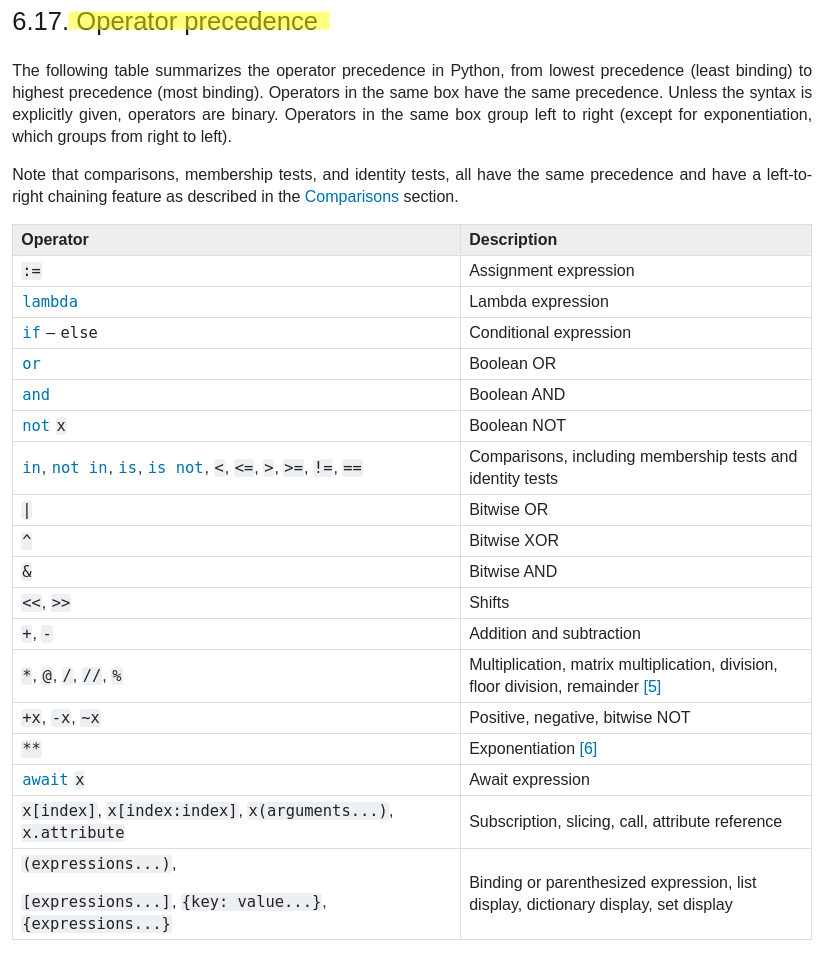 6.17. Operator precedence
The following table summarizes the operator precedence in Python, from lowest precedence (least binding) to
highest precedence (most binding). Operators in the same box have the same precedence. Unless the syntax is
explicitly given, operators are binary. Operators in the same box group left to right (except for exponentiation,
which groups from right to left).
Note that comparisons, membership tests, and identity tests, all have the same precedence and have a left-to-
right chaining feature as described in the Comparisons section.
Operator Description
:= Assignment expression
lambda Lambda expression
if – else Conditional expression
or Boolean OR
and Boolean AND
not x Boolean NOT
in, not in, is, is not, <, <=, >, >=, !=, == Comparisons, including membership tests and
identity tests
| Bitwise OR
^ Bitwise XOR
& Bitwise AND
<<, >> Shifts
+, - Addition and subtraction
*, @, /, //, % Multiplication, matrix multiplication, division,
floor division, remainder [5]
+x, -x, ~x Positive, negative, bitwise NOT
** Exponentiation [6]
await x Await expression
x[index], x[index:index], x(arguments...),
x.attribute
Subscription, slicing, call, attribute reference
(expressions...),
[expressions...], {key: value...},
{expressions...}
Binding or parenthesized expression, list
display, dictionary display, set display